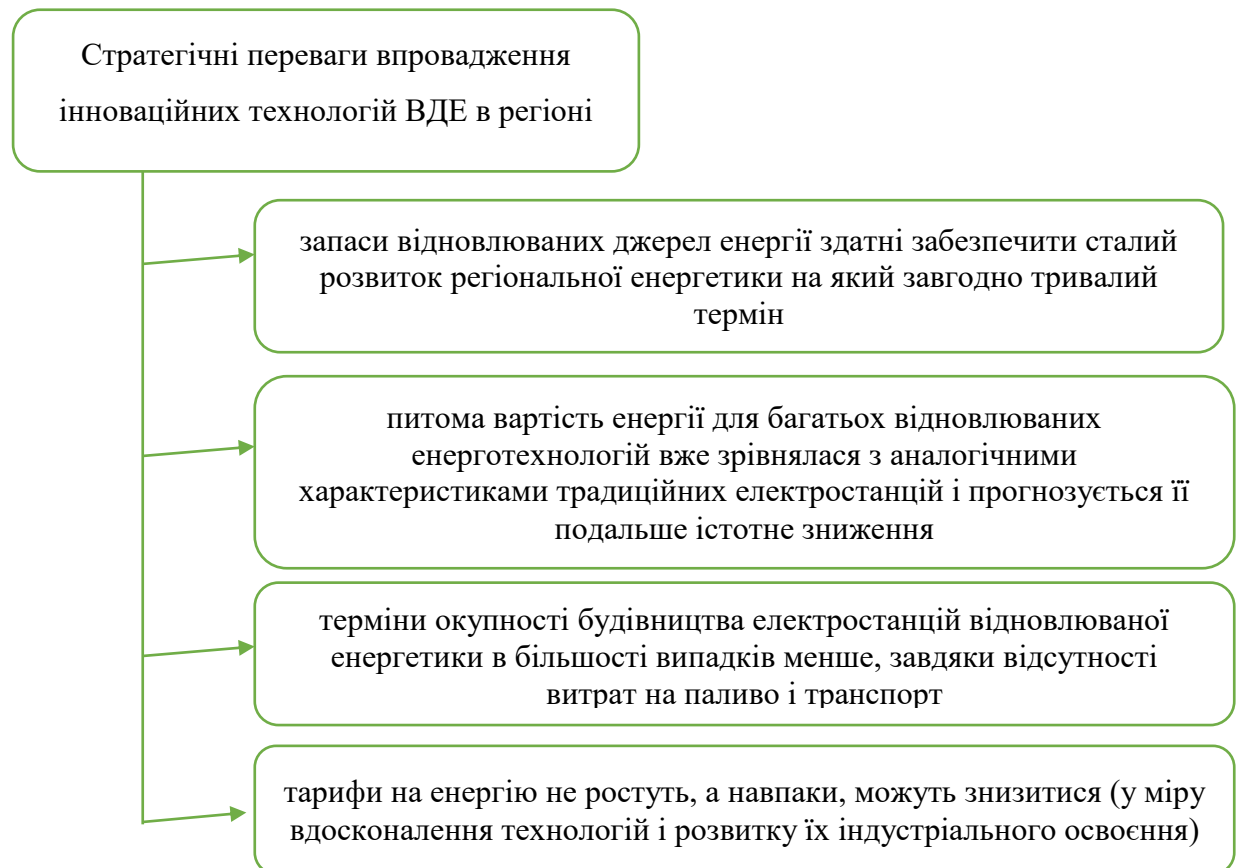 Стратегічні переваги впровадження
інноваційних технологій ВДЕ в регіоні
запаси відновлюваних джерел енергії здатні забезпечити сталий
розвиток регіональної енергетики на який завгодно тривалий
термін
питома вартість енергії для багатьох відновлюваних
енерготехнологій вже зрівнялася з аналогічними
характеристиками традиційних електростанцій і прогнозується її
подальше істотне зниження
терміни окупності будівництва електростанцій відновлюваної
енергетики в більшості випадків менше, завдяки відсутності
витрат на паливо і транспорт
тарифи на енергію не ростуть, а навпаки, можуть знизитися (у міру
вдосконалення технологій і розвитку їх індустріального освоєння)